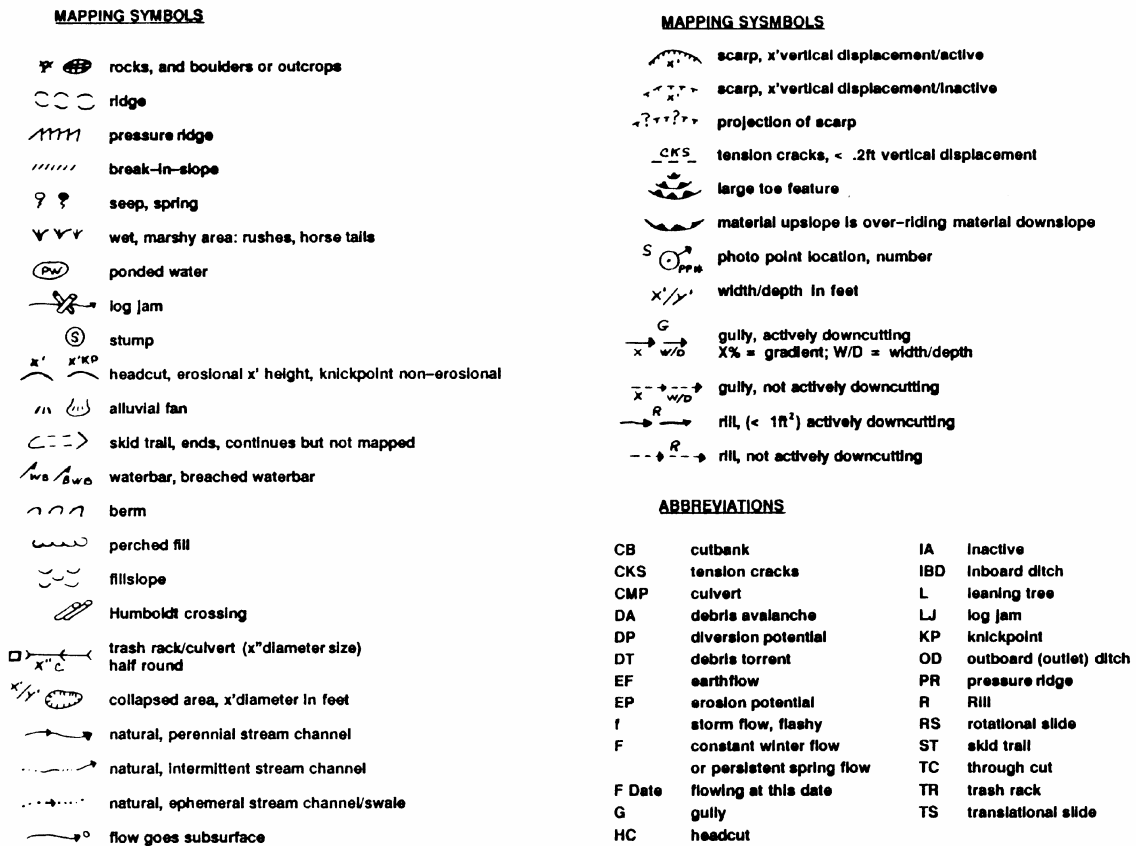 MAPPING SYMBOLS
rocks, and boulders or outcrops
ridge
pressure ridge
break-in-slope
seep, spring
wet, marshy area: rushes, horse tails
PW ponded water
log jam
S stump
x' x'KP headcut, erosional x' height, knickpoint non-erosional
alluvial fan
skid trail, ends, continues but not mapped
WB BWB waterbar, breached waterbar
berm
perched fill
fillslope
Humboldt crossing
x"c trash rack/culvert (x"diameter size)
half round
x'/y' collapsed area, x'diameter in feet
natural, perennial stream channel
natural, intermittent stream channel
natural, ephemeral stream channel/swale
flow goes subsurface
MAPPING SYSMBOLS
x' scarp, x'vertical displacement/active
x' scarp, x'vertical displacement/inactive
? ? projection of scarp
CKS tension cracks, < .2ft vertical displacement
large toe feature
material upslope is over-riding material downslope
S PP# photo point location, number
x'/y' width/depth in feet
G
X W/D gully, actively downcutting
X% = gradient; W/D = width/depth
X W/D gully, not actively downcutting
R rill, (< 1ft²) actively downcutting
R rill, not actively downcutting
ABBREVIATIONS
CB cutbank
CKS tension cracks
CMP culvert
DA debris avalanche
DP diversion potential
DT debris torrent
EF earthflow
EP erosion potential
f storm flow, flashy
F constant winter flow
or persistent spring flow
F Date flowing at this date
G gully
HC headcut
IA Inactive
IBD Inboard ditch
L leaning tree
LJ log jam
KP knickpoint
OD outboard (outlet) ditch
PR pressure ridge
R Rill
RS rotational slide
ST skid trail
TC through cut
TR trash rack
TS translational slide